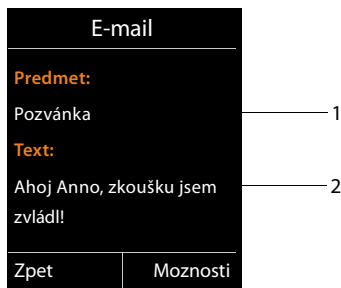 E-mail
Predmet:
Pozvánka
1
Text:
Ahoj Anno, zkoušku jsem
2
zvládl!
Zpet
Moznosti